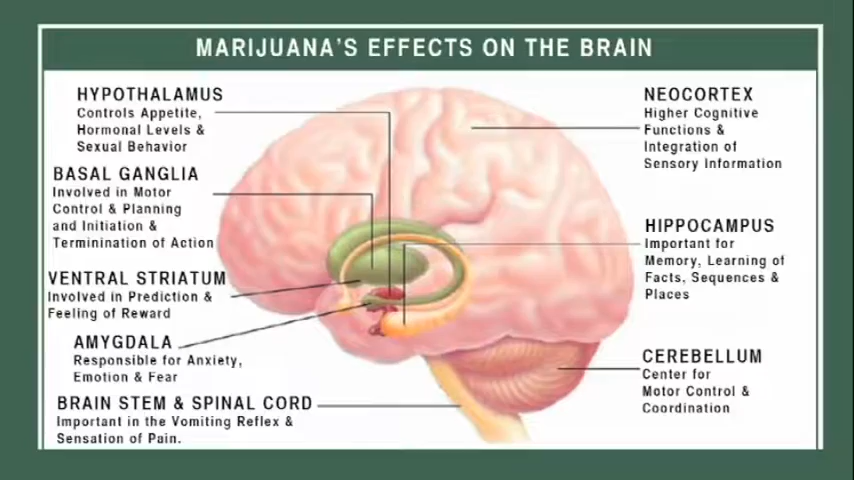 MARIJUANA'S EFFECTS ON THE BRAIN
HYPOTHALAMUS
Controls Appetite,
Hormonal Levels &
Sexual Behavior
BASAL GANGLIA
Involved in Motor
Control & Planning
and Initiation &
Terminination of Action
VENTRAL STRIATUM
Involved in Prediction &
Feeling of Reward
AMYGDALA
Responsible for Anxiety,
Emotion & Fear
BRAIN STEM & SPINAL CORD
Important in the Vomiting Reflex &
Sensation of Pain.
NEOCORTEX
Higher Cognitive
Functions &
Integration of
Sensory Information
HIPPOCAMPUS
Important for
Memory, Learning of
Facts, Sequences &
Places
CEREBELLUM
Center for
Motor Control &
Coordination